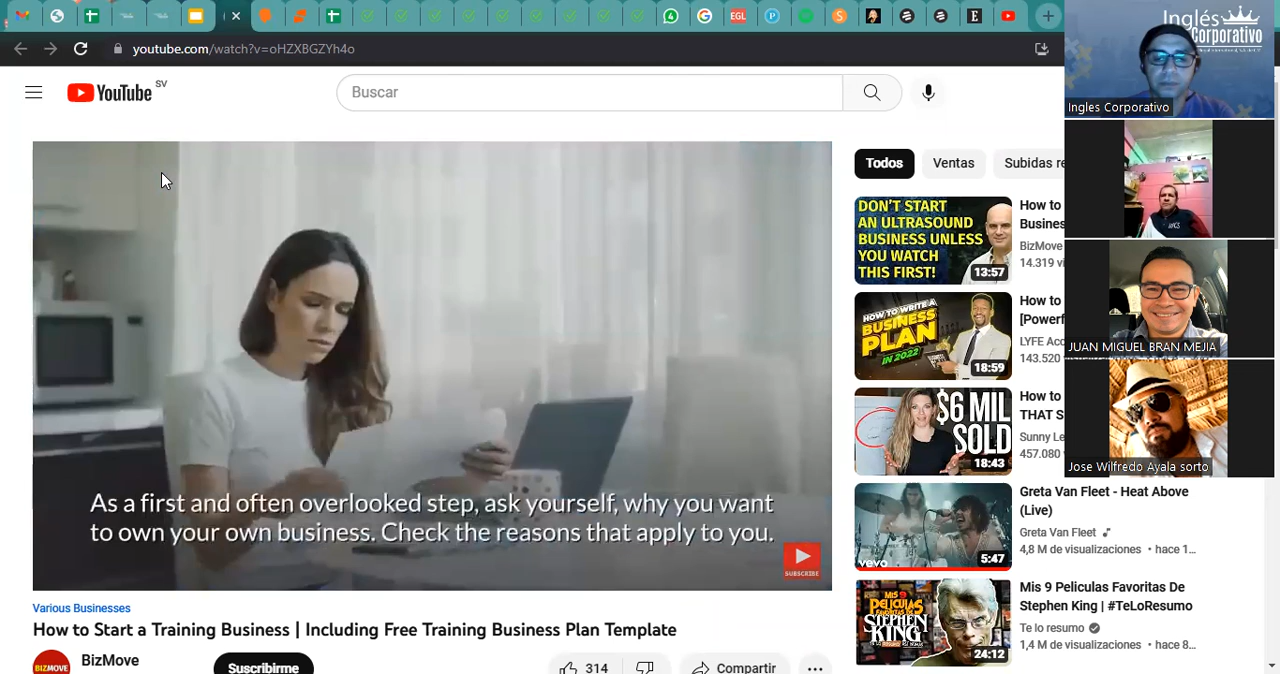 EGL
youtube.com/watch?v=oHZXBGZYh4o
YouTube SV
Buscar
As a first and often overlooked step, ask yourself, why you want
to own your own business. Check the reasons that apply to you.
SUBSCRIBE
Various Businesses
How to Start a Training Business | Including Free Training Business Plan Template
BIZMOVE
BizMove
Suscribirme
314
Compartir
Todos
Ventas
Subidas re
DON'T START
AN ULTRASOUND
BUSINESS UNLESS
YOU WATCH
THIS FIRST!
13:57
How to
Business
BizMove
14.319 vi
HOW TO WRITE A
BUSINESS
PLAN
IN 2022
18:59
How to
[Powerf
LYFE Acc
143.520
$6 MIL
SOLD
18:43
How to
THAT S
Sunny Le
457.080 v
vevo
5:47
Greta Van Fleet - Heat Above
(Live)
Greta Van Fleet
4,8 M de visualizaciones • hace 1...
MIS 9
PELICULAS
FAVORITAS DE
STEPHEN
KING
24:12
Mis 9 Peliculas Favoritas De
Stephen King | #TeLoResumo
Te lo resumo
1,4 M de visualizaciones • hace 8...
Inglés
Corporativo
Ingles Corporativo
JUAN MIGUEL BRAN MEJIA
Jose Wilfredo Ayala sorto